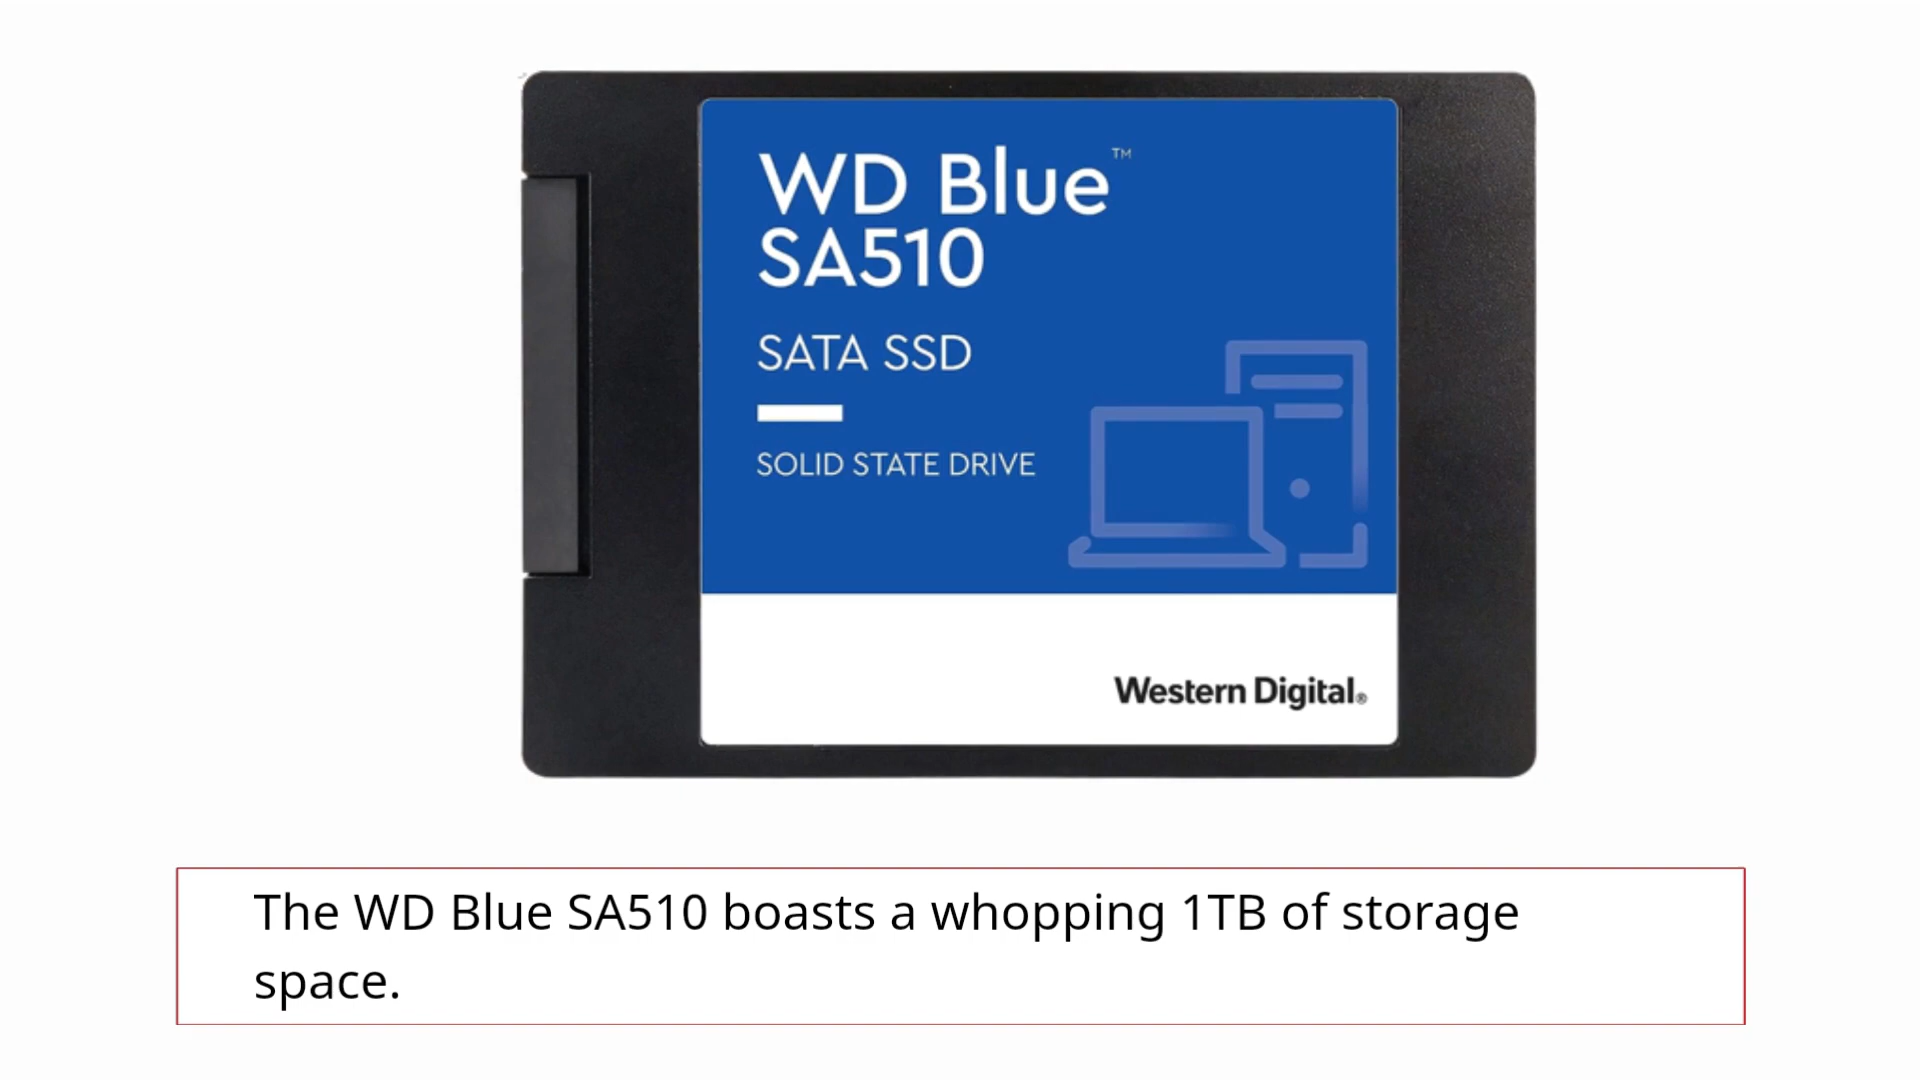 WD Blue™
SA510
SATA SSD
SOLID STATE DRIVE
Western Digital®
The WD Blue SA510 boasts a whopping 1TB of storage
space.